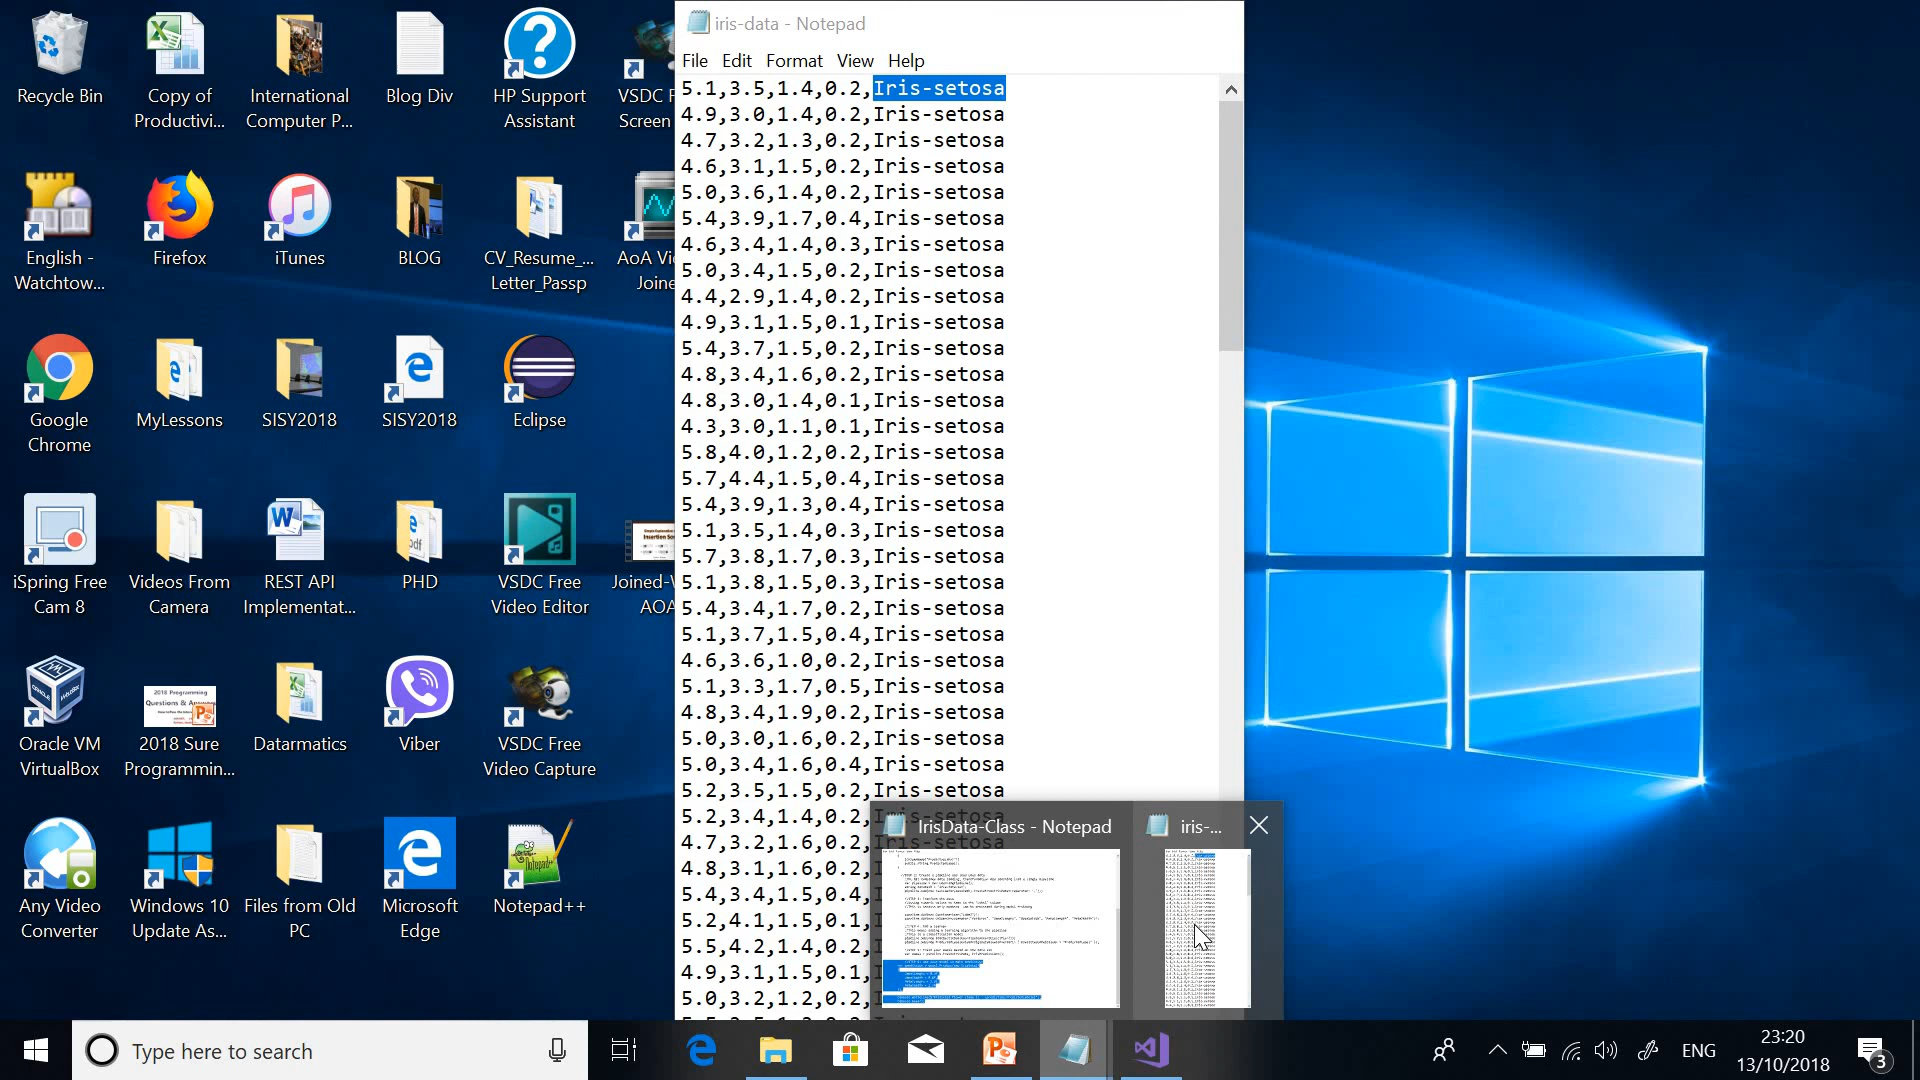 Recycle Bin
Copy of
Productivi...
International
Computer P...
Blog Div
HP Support
Assistant
VSDC F
Screen
English -
Watchtow...
Firefox
iTunes
BLOG
CV_Resume_...
Letter_Passp
AoA Vi
Joine
Google
Chrome
MyLessons
SISY2018
SISY2018
Eclipse
iSpring Free
Cam 8
Videos From
Camera
REST API
Implementat...
PHD
VSDC Free
Video Editor
Joined-
AOA
Oracle VM
VirtualBox
2018 Programming
2018 Sure
Programmin...
Datarmatics
Viber
VSDC Free
Video Capture
Any Video
Converter
Windows 10
Update As...
Files from Old
PC
Microsoft
Edge
Notepad++
iris-data - Notepad
File Edit Format View Help
5.1,3.5,1.4,0.2,Iris-setosa
4.9,3.0,1.4,0.2,Iris-setosa
4.7,3.2,1.3,0.2,Iris-setosa
4.6,3.1,1.5,0.2,Iris-setosa
5.0,3.6,1.4,0.2,Iris-setosa
5.4,3.9,1.7,0.4,Iris-setosa
4.6,3.4,1.4,0.3,Iris-setosa
5.0,3.4,1.5,0.2,Iris-setosa
4.4,2.9,1.4,0.2,Iris-setosa
4.9,3.1,1.5,0.1,Iris-setosa
5.4,3.7,1.5,0.2,Iris-setosa
4.8,3.4,1.6,0.2,Iris-setosa
4.8,3.0,1.4,0.1,Iris-setosa
4.3,3.0,1.1,0.1,Iris-setosa
5.8,4.0,1.2,0.2,Iris-setosa
5.7,4.4,1.5,0.4,Iris-setosa
5.4,3.9,1.3,0.4,Iris-setosa
5.1,3.5,1.4,0.3,Iris-setosa
5.7,3.8,1.7,0.3,Iris-setosa
5.1,3.8,1.5,0.3,Iris-setosa
5.4,3.4,1.7,0.2,Iris-setosa
5.1,3.7,1.5,0.4,Iris-setosa
4.6,3.6,1.0,0.2,Iris-setosa
5.1,3.3,1.7,0.5,Iris-setosa
4.8,3.4,1.9,0.2,Iris-setosa
5.0,3.0,1.6,0.2,Iris-setosa
5.0,3.4,1.6,0.4,Iris-setosa
5.2,3.5,1.5,0.2,Iris-setosa
5.2,3.4,1.4,0.2,
4.7,3.2,1.6,0.2,
4.8,3.1,1.6,0.2,
5.4,3.4,1.5,0.4,
5.2,4.1,1.5,0.1,
5.5,4.2,1.4,0.2,
4.9,3.1,1.5,0.1,
5.0,3.2,1.2,0.2,
IrisData-Class - Notepad
iris-...
Type here to search
ENG
23:20
13/10/2018
3